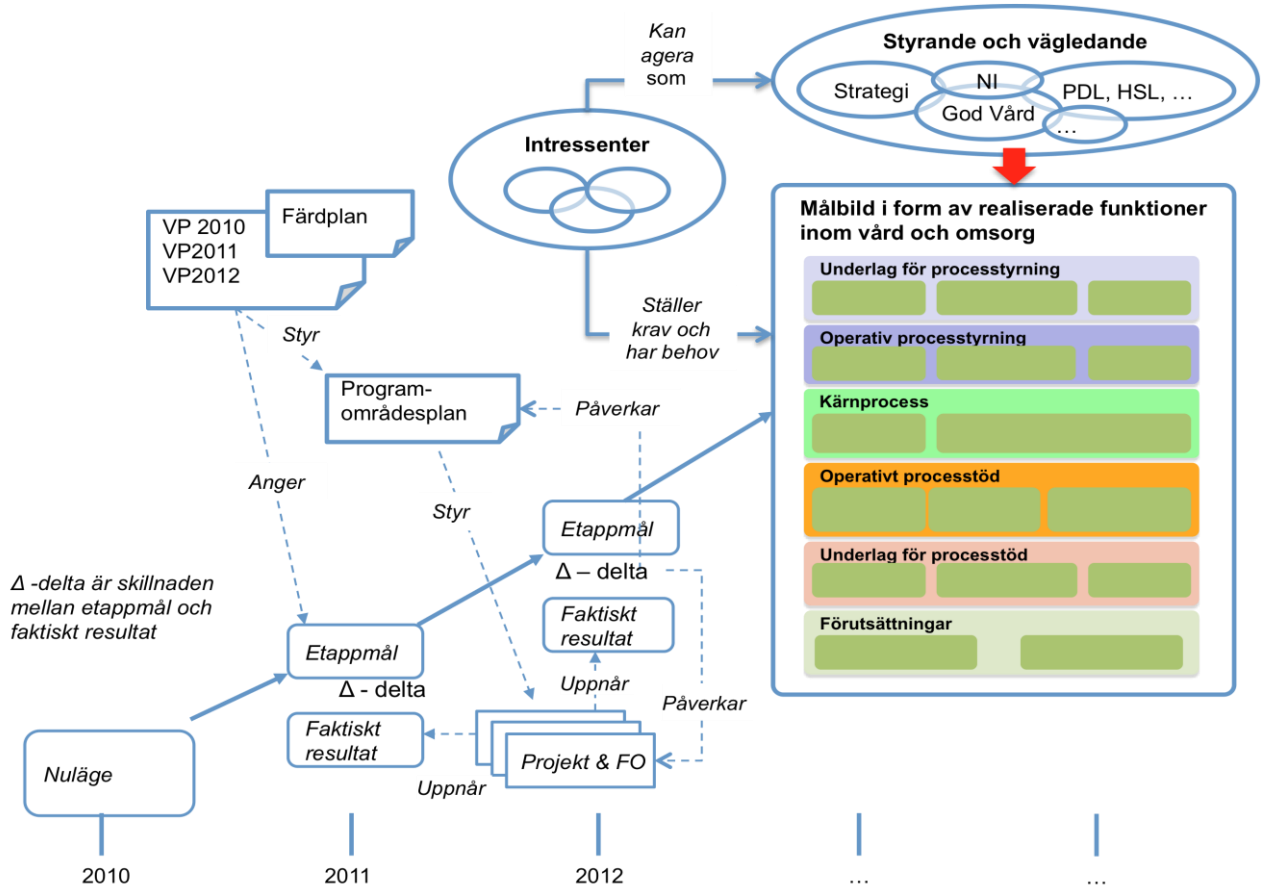 Kan
agera
som
Styrande och vägledande
Strategi
NI
PDL, HSL, …
God Vård
…
Intressenter
Färdplan
VP 2010
VP2011
VP2012
Målbild i form av realiserade funktioner
inom vård och omsorg
Underlag för processtyrning
Operativ processtyrning
Kärnprocess
Operativt processtöd
Underlag för processtöd
Förutsättningar
Ställer
krav och
har behov
Styr
Program-
områdesplan
Påverkar
Anger
Styr
Etappmål
Δ – delta
Faktiskt
resultat
Δ -delta är skillnaden
mellan etappmål och
faktiskt resultat
Etappmål
Δ - delta
Faktiskt
resultat
Uppnår
Påverkar
Projekt & FO
Uppnår
Nuläge
2010
2011
2012
…
…